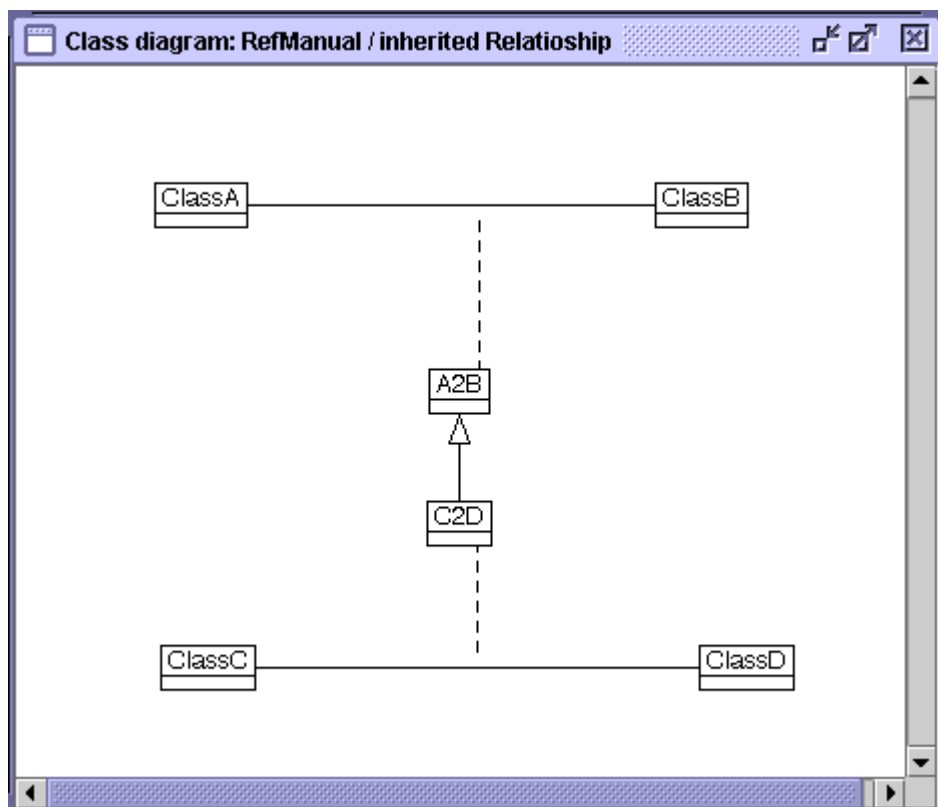 Class diagram: RefManual / inherited Relatioship
ClassA
ClassB
A2B
C2D
ClassC
ClassD